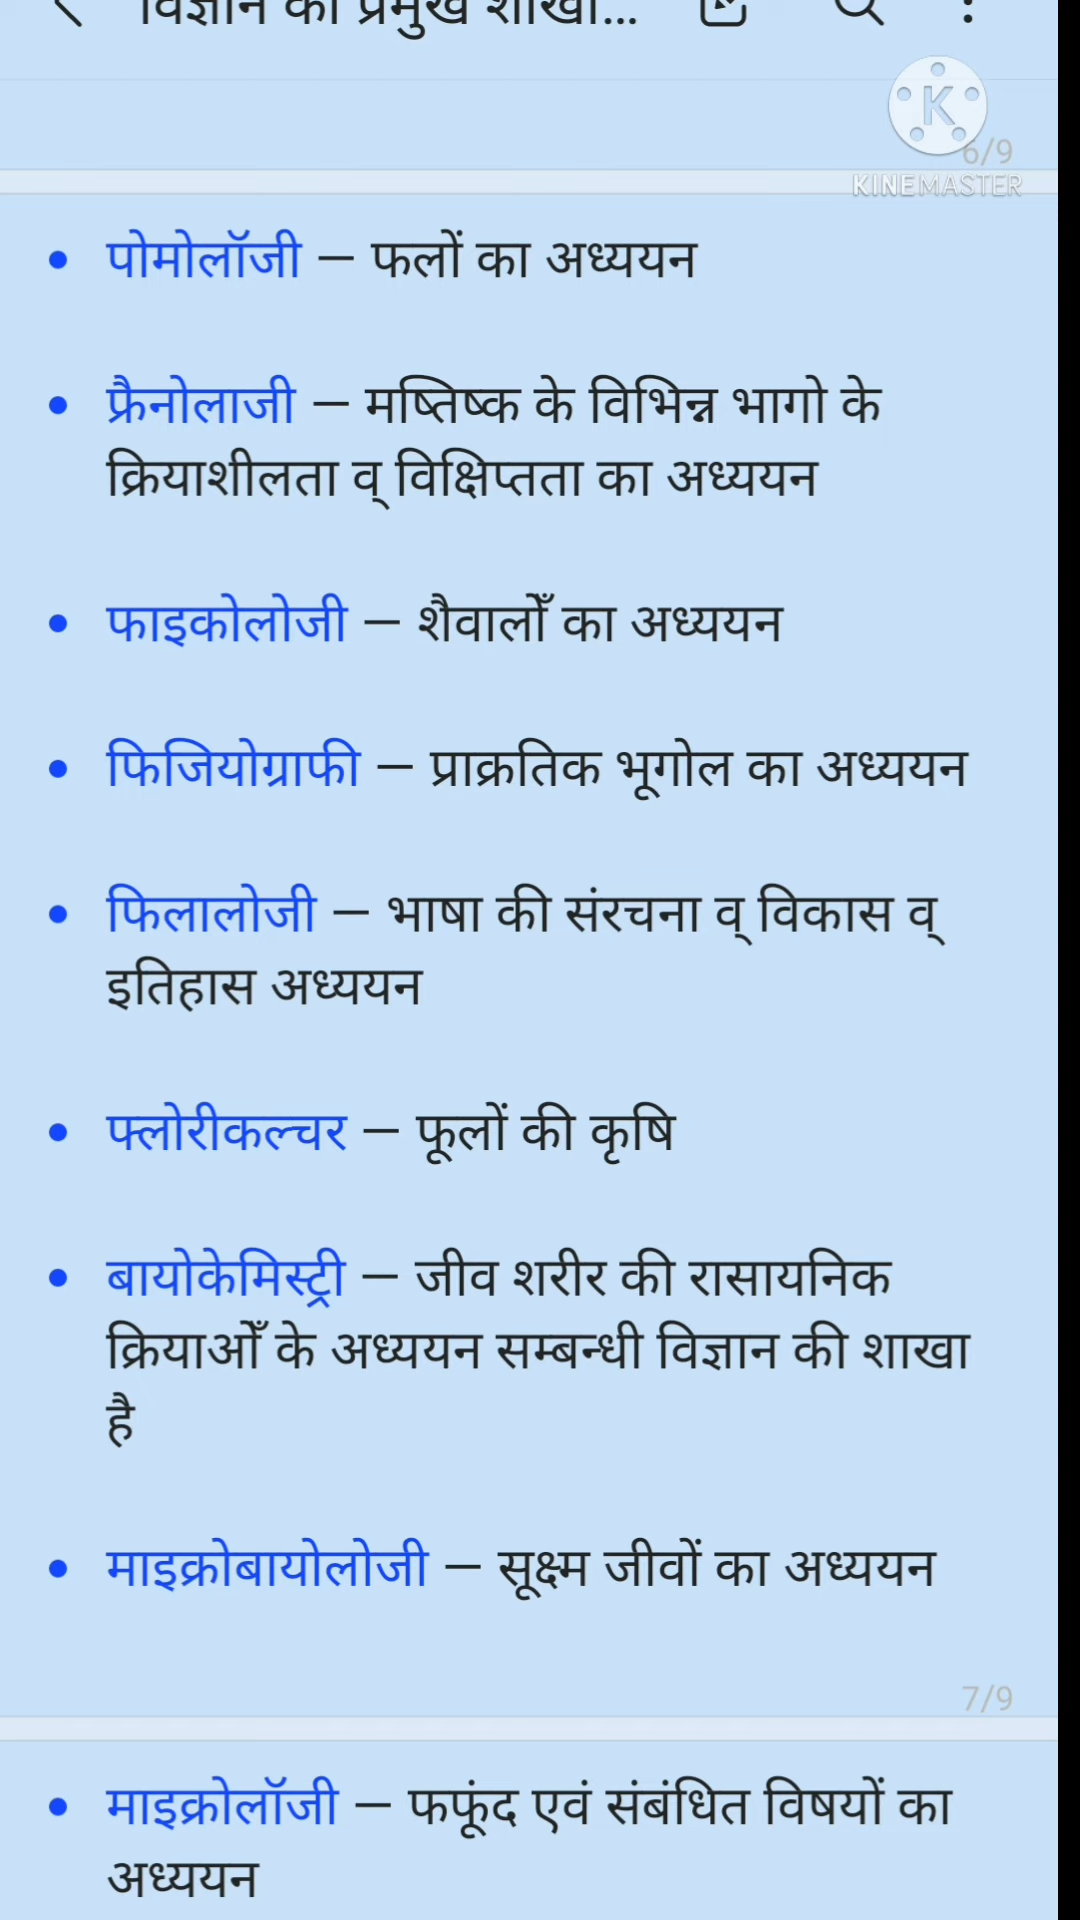 विज्ञान की प्रमुख शाखा...
K
6/9
KINEMASTER
• पोमोलॉजी – फलों का अध्ययन
• फ्रैनोलाजी – मष्तिष्क के विभिन्न भागो के
क्रियाशीलता व् विक्षिप्तता का अध्ययन
• फाइकोलोजी – शैवालोँ का अध्ययन
• फिजियोग्राफी – प्राक्रतिक भूगोल का अध्ययन
• फिलालोजी – भाषा की संरचना व् विकास व्
इतिहास अध्ययन
• फ्लोरीकल्चर – फूलों की कृषि
• बायोकेमिस्ट्री – जीव शरीर की रासायनिक
क्रियाओँ के अध्ययन सम्बन्धी विज्ञान की शाखा
है
• माइक्रोबायोलोजी – सूक्ष्म जीवों का अध्ययन
7/9
• माइक्रोलॉजी – फफूंद एवं संबंधित विषयों का
अध्ययन